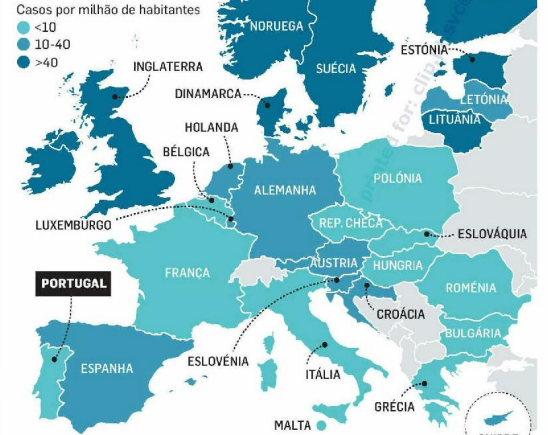 Casos por milhão de habitantes
<10
10-40
>40
NORUEGA
SUÉCIA
ESTÓNIA
INGLATERRA
DINAMARCA
LETÓNIA
LITUÂNIA
HOLANDA
BÉLGICA
ALEMANHA
POLÓNIA
LUXEMBURGO
REP. CHECA
ESLOVÁQUIA
ÁUSTRIA
HUNGRIA
FRANÇA
ROMÉNIA
PORTUGAL
CROÁCIA
BULGÁRIA
ESPANHA
ESLOVÉNIA
ITÁLIA
GRÉCIA
MALTA